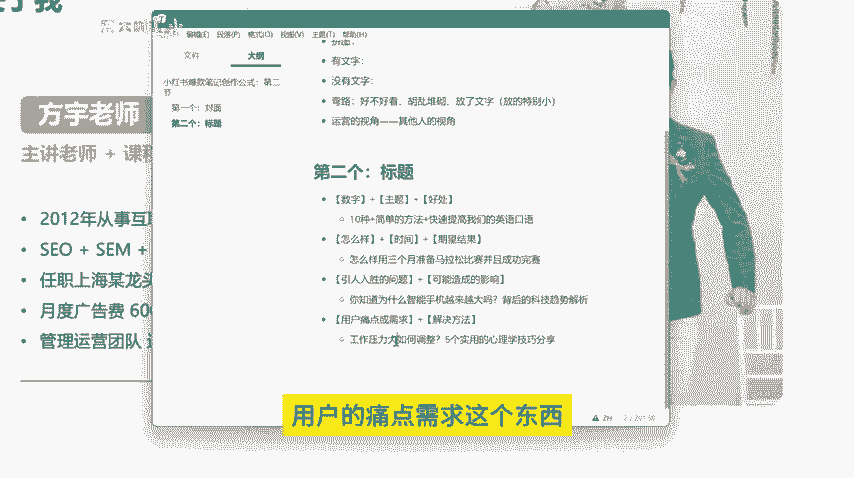 方宇老师
主讲老师 + 课
2012年从事互
SEO + SEM +
任职上海某龙头
月度广告费 600
管理运营团队
编辑(E) 段落(P) 格式(O) 视图(V) 主题(T) 帮助(H)
文件 大纲
小红书爆款笔记创作公式：第二
节
第一个：封面
第二个：标题
有文字：
没有文字：
弯路：好不好看、胡乱堆砌、放了文字（放的特别小）
运营的视角——其他人的视角
第二个：标题
【数字】+【主题】+【好处】
10种+简单的方法+快速提高我们的英语口语
【怎么样】+【时间】+【期望结果】
怎么样用三个月准备马拉松比赛并且成功完赛
【引人入胜的问题】+【可能造成的影响】
你知道为什么智能手机越来越大吗？背后的科技趋势解析
【用户痛点或需求】+【解决方法】
工作压力大如何调整？5个实用的心理学技巧分享
用户的痛点需求这个东西